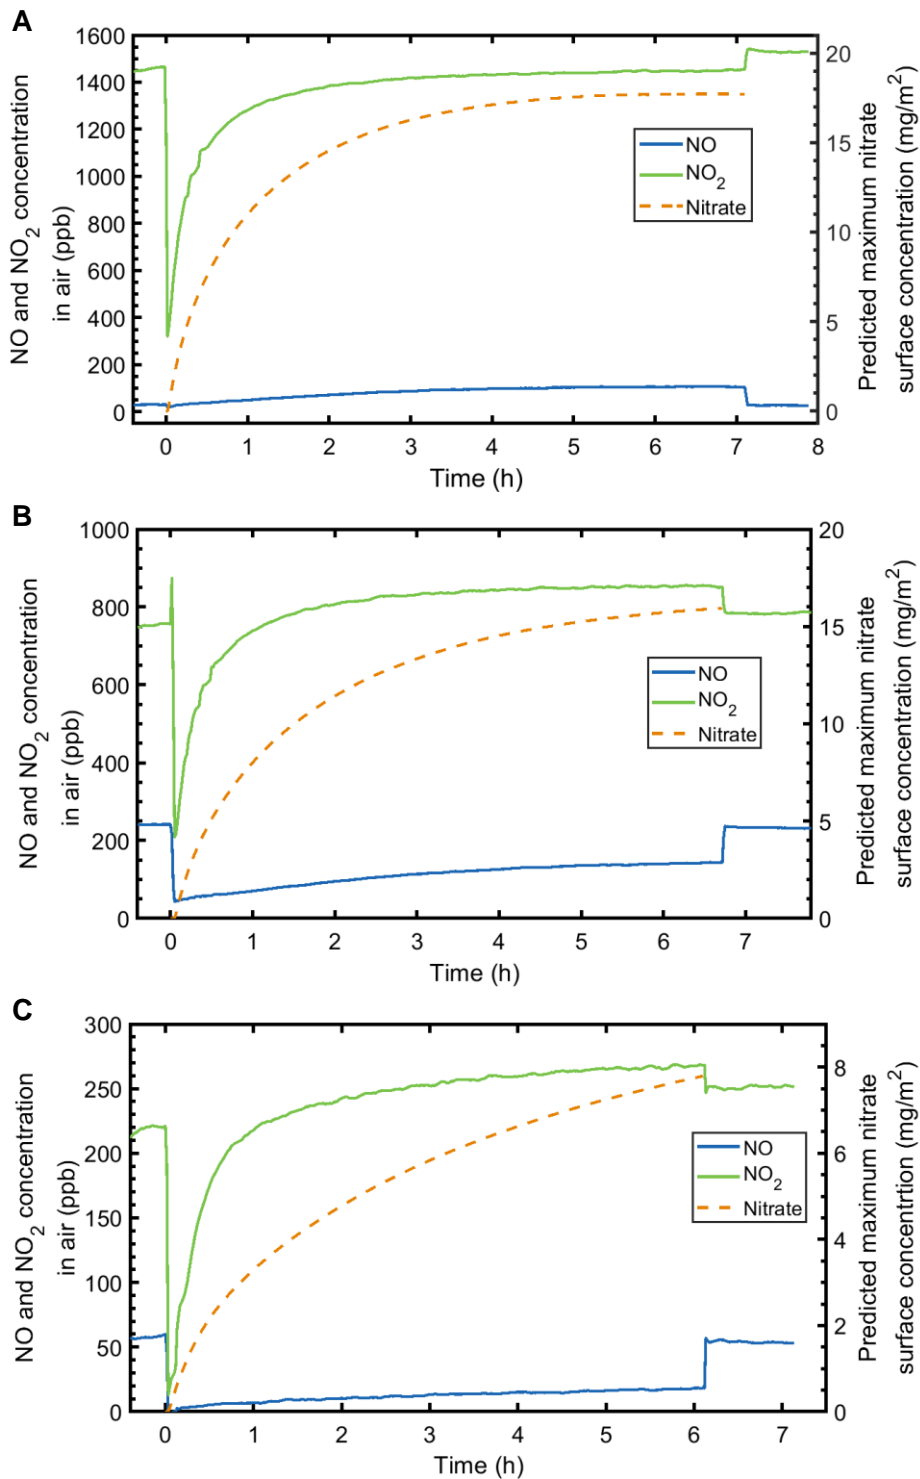 A
NO and NO2 concentration
in air (ppb)
1600
1400
1200
1000
800
600
400
200
0
NO
NO2
Nitrate
20
15
10
5
0
Predicted maximum nitrate
surface concentration (mg/m2)
0 1 2 3 4 5 6 7 8
Time (h)
B
NO and NO2 concentration
in air (ppb)
1000
800
600
400
200
0
NO
NO2
Nitrate
20
15
10
5
0
Predicted maximum nitrate
surface concentration (mg/m2)
0 1 2 3 4 5 6 7
Time (h)
C
NO and NO2 concentration
in air (ppb)
300
250
200
150
100
50
0
NO
NO2
Nitrate
8
6
4
2
0
Predicted maximum nitrate
surface concentrtion (mg/m2)
0 1 2 3 4 5 6 7
Time (h)